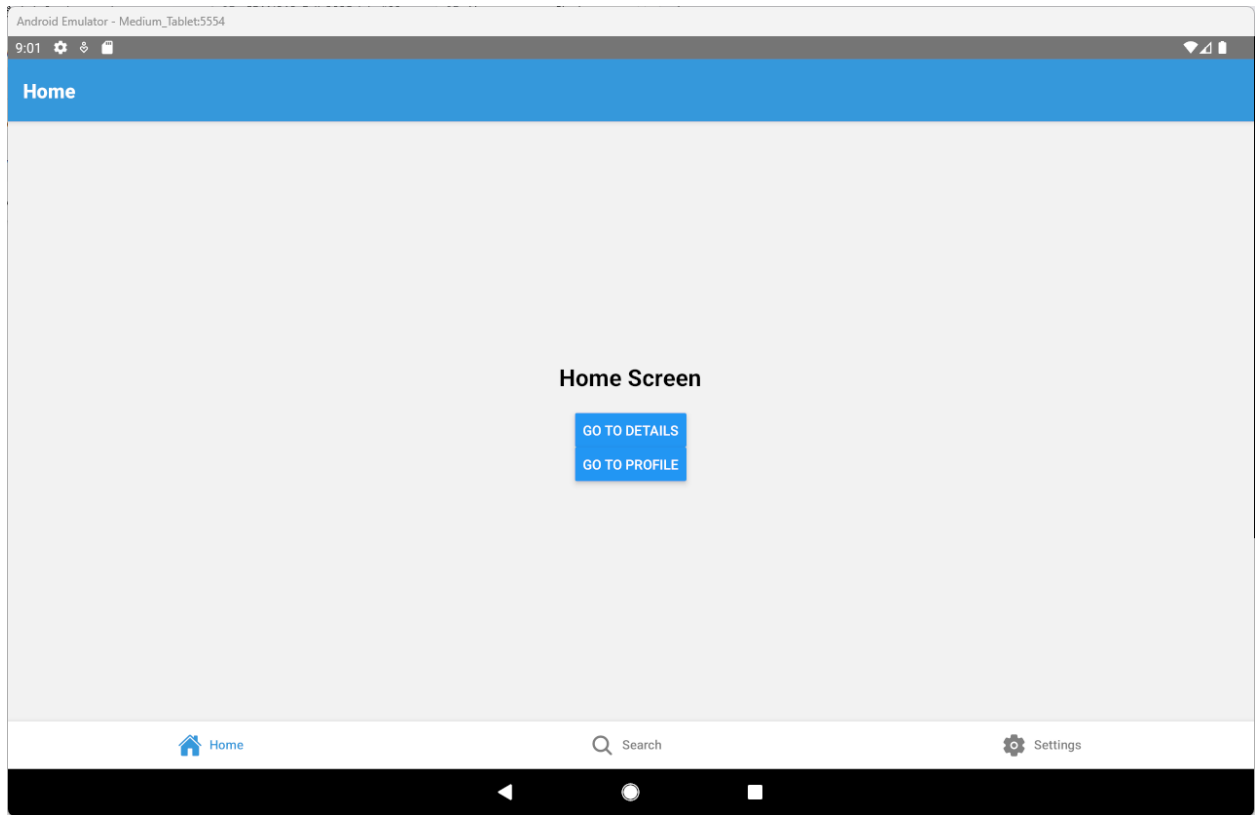 Android Emulator - Medium_Tablet:5554
9:01
Home
Home Screen
GO TO DETAILS
GO TO PROFILE
Home
Search
Settings